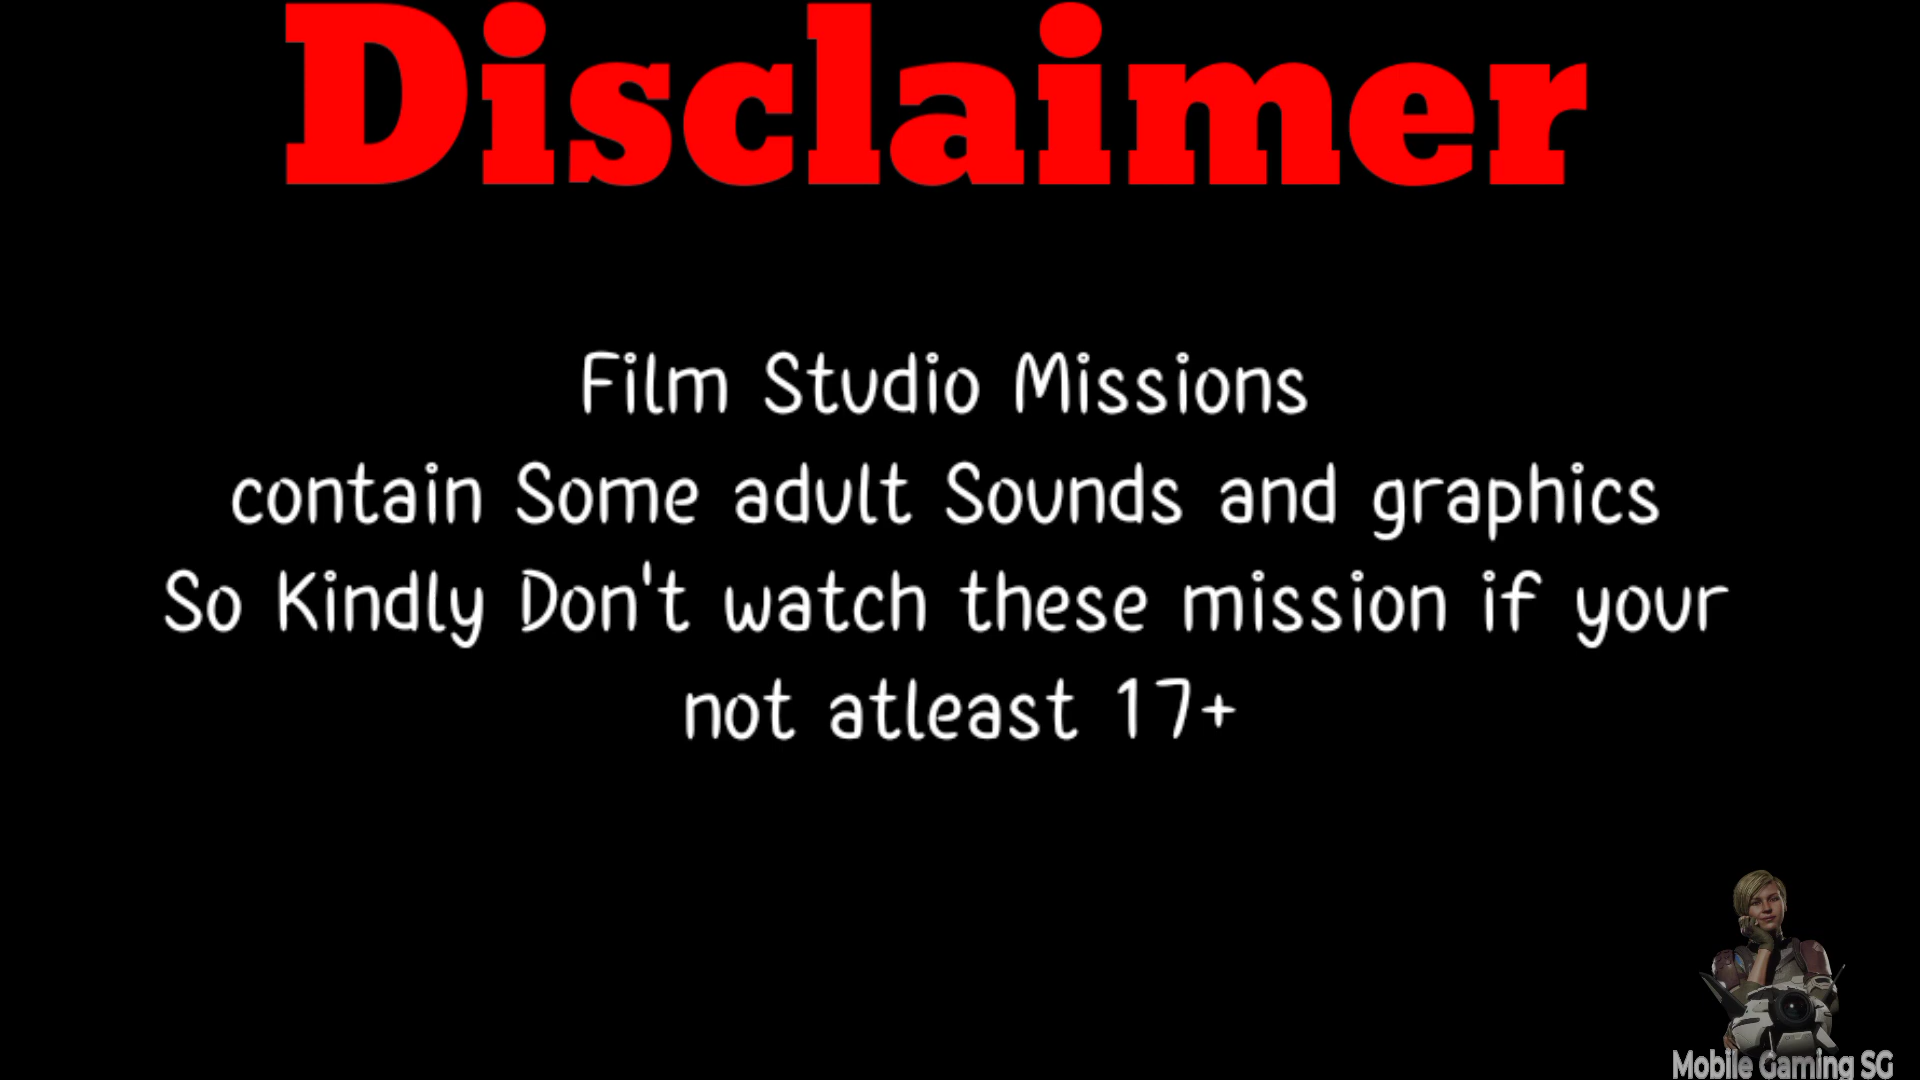 Disclaimer
Film Studio Missions
contain Some adult Sounds and graphics
So Kindly Don't watch these mission if your
not atleast 17+
Mobile Gaming SG